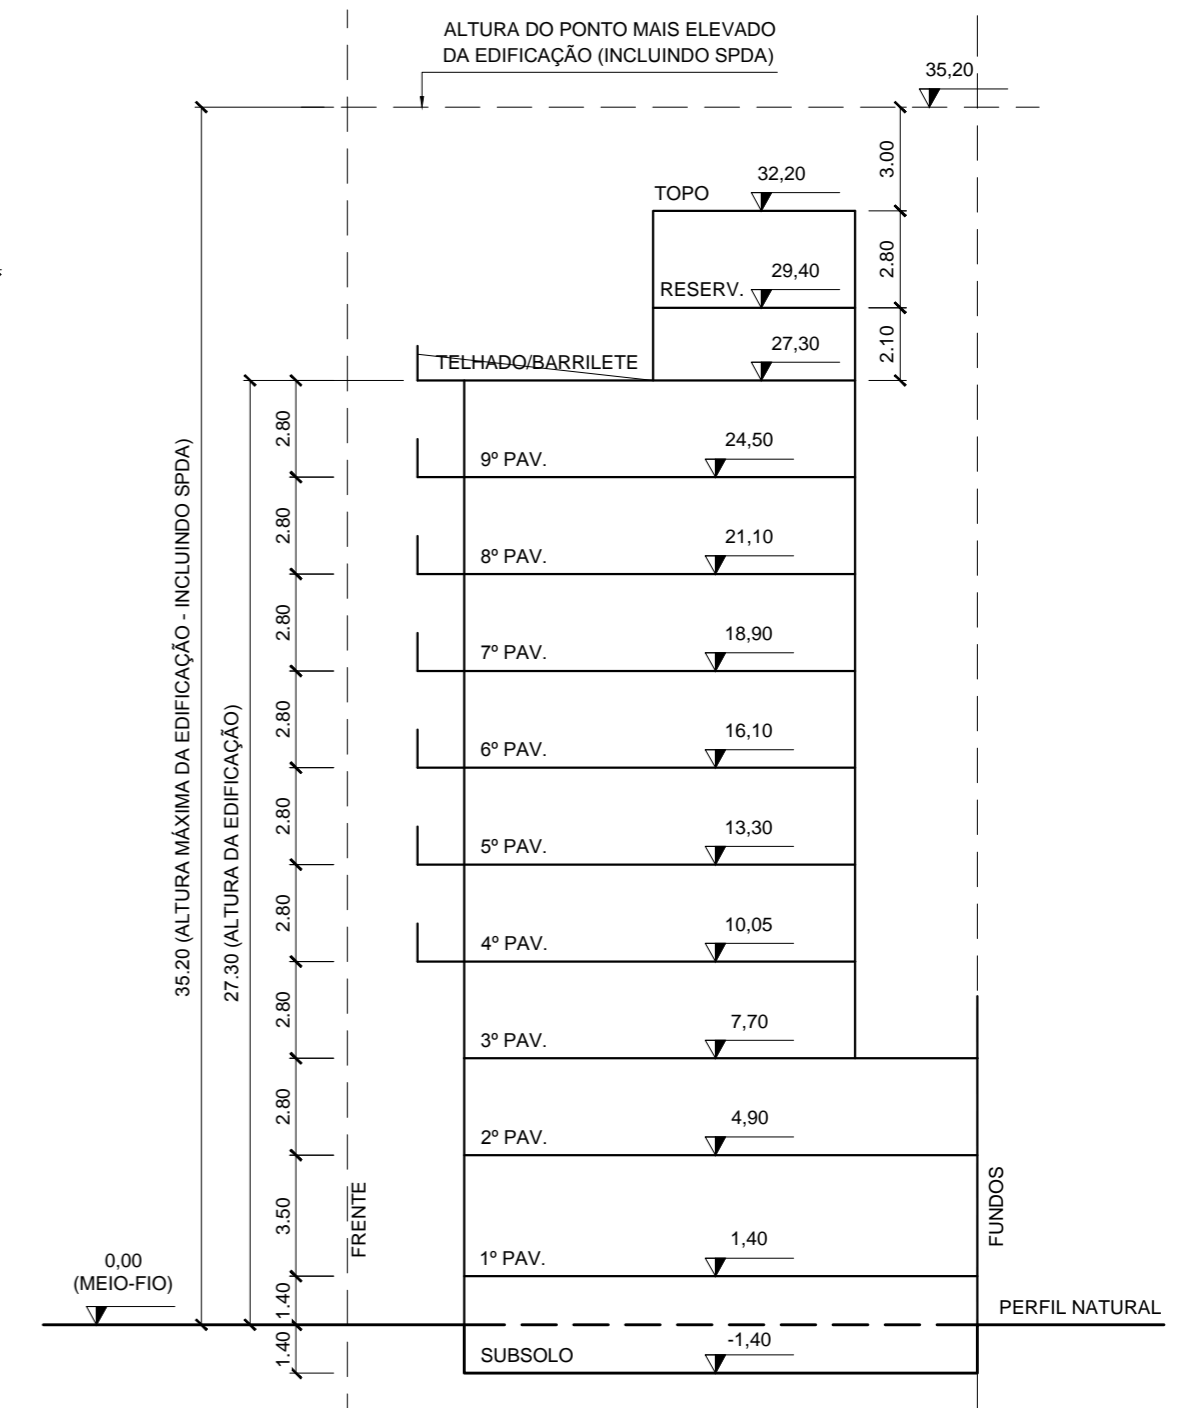 ALTURA DO PONTO MAIS ELEVADO
DA EDIFICAÇÃO (INCLUINDO SPDA)
35,20
3.00
32,20
TOPO
2.80
29,40
RESERV.
27,30
2.10
TELHADO/BARRILETE
2.80
24,50
9º PAV.
2.80
21,10
8º PAV.
2.80
18,90
7º PAV.
2.80
16,10
6º PAV.
2.80
13,30
5º PAV.
2.80
10,05
4º PAV.
2.80
7,70
3º PAV.
2.80
4,90
2º PAV.
3.50
1,40
1º PAV.
1.40
1.40
-1,40
SUBSOLO
35.20 (ALTURA MÁXIMA DA EDIFICAÇÃO - INCLUINDO SPDA)
27.30 (ALTURA DA EDIFICAÇÃO)
FRENTE
FUNDOS
0,00
(MEIO-FIO)
PERFIL NATURAL